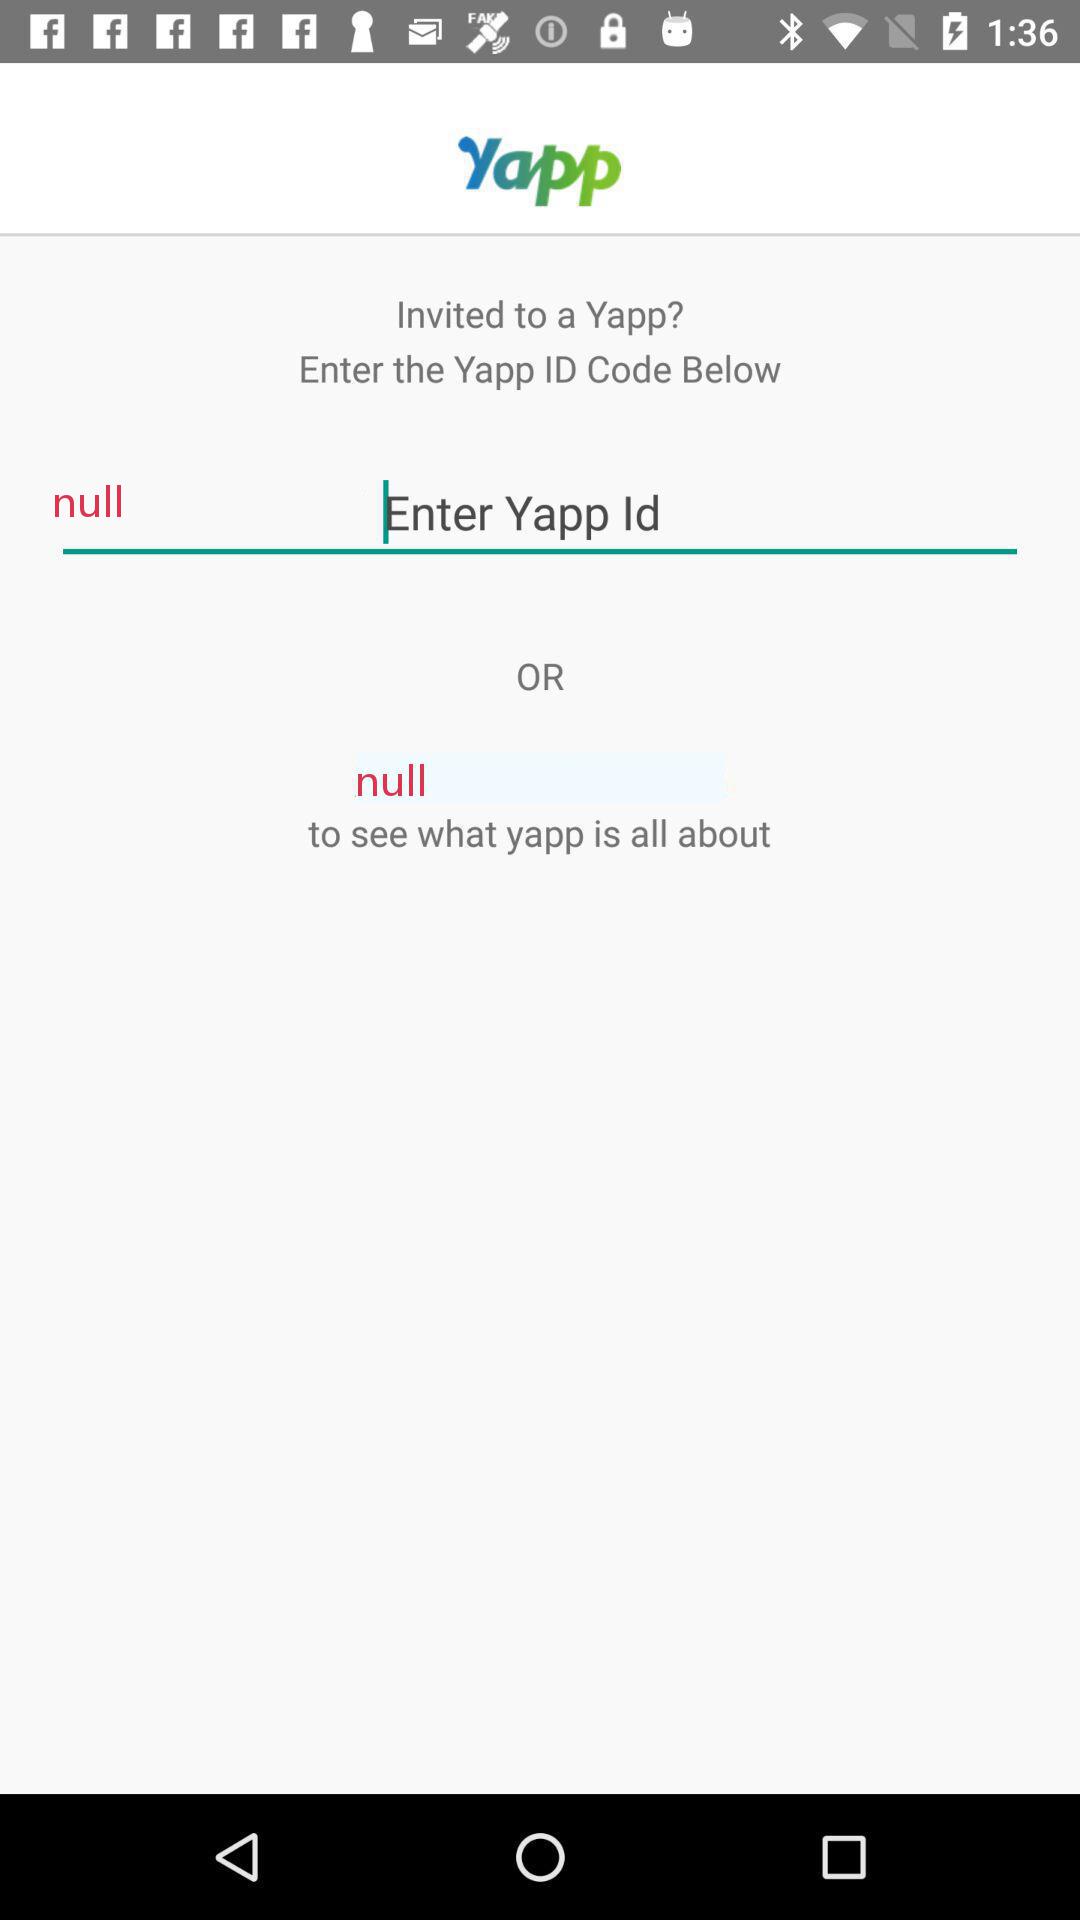 FAKE
1:36
Yapp
Invited to a Yapp?
Enter the Yapp ID Code Below
null
Enter Yapp Id
OR
null
to see what yapp is all about